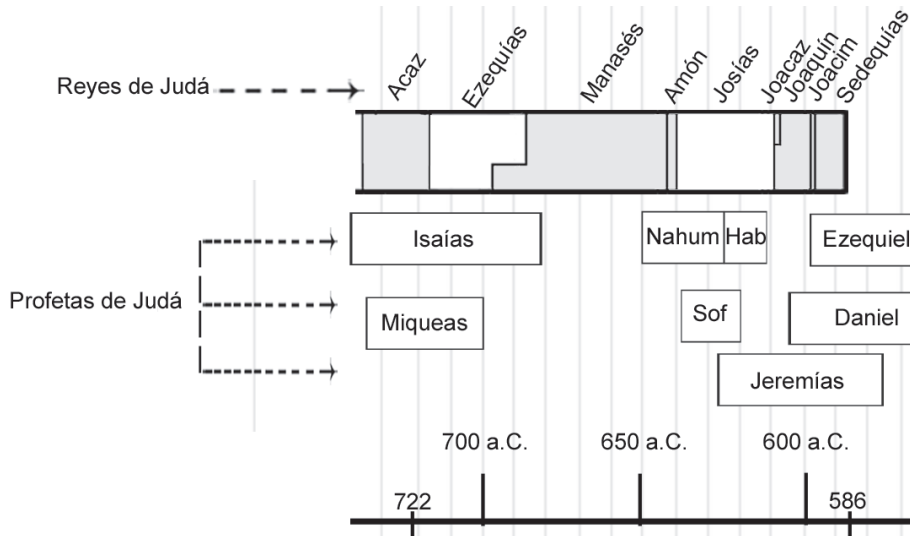 Reyes de Judá
Acaz
Ezequías
Manasés
Amón
Josías
Joacaz
Joaquín
Joacim
Sedequías
Profetas de Judá
Isaías
Nahum
Hab
Ezequiel
Miqueas
Sof
Daniel
Jeremías
700 a.C.
650 a.C.
600 a.C.
722
586